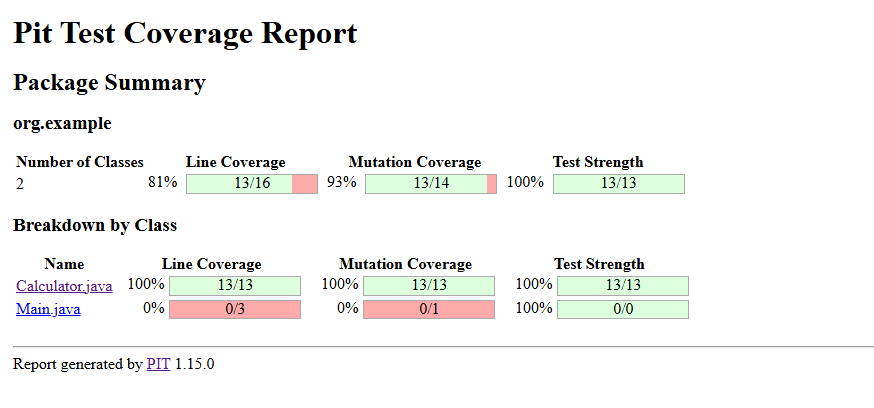 Pit Test Coverage Report
Package Summary
org.example
Number of Classes Line Coverage Mutation Coverage Test Strength
2 81% 13/16 93% 13/14 100% 13/13
Breakdown by Class
Name Line Coverage Mutation Coverage Test Strength
Calculator.java 100% 13/13 100% 13/13 100% 13/13
Main.java 0% 0/3 0% 0/1 100% 0/0
Report generated by PIT 1.15.0